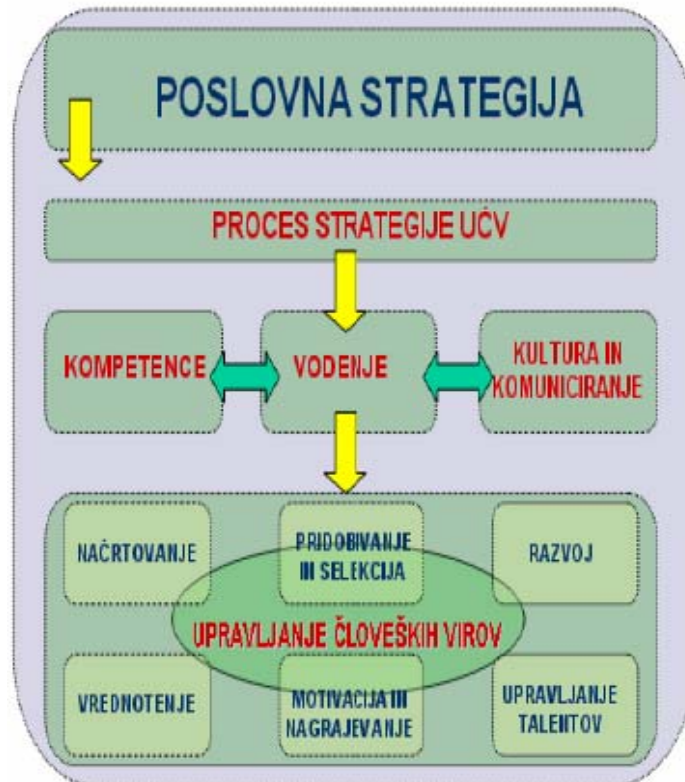 POSLOVNA STRATEGIJA
PROCES STRATEGIJE UČV
KOMPETENCE
VODENJE
KULTURA IN
KOMUNICIRANJE
NAČRTOVANJE
PRIDOBIVANJE
IN SELEKCIJA
RAZVOJ
UPRAVLJANJE ČLOVEŠKIH VIROV
VREDNOTENJE
MOTIVACIJA IN
NAGRAJEVANJE
UPRAVLJANJE
TALENTOV